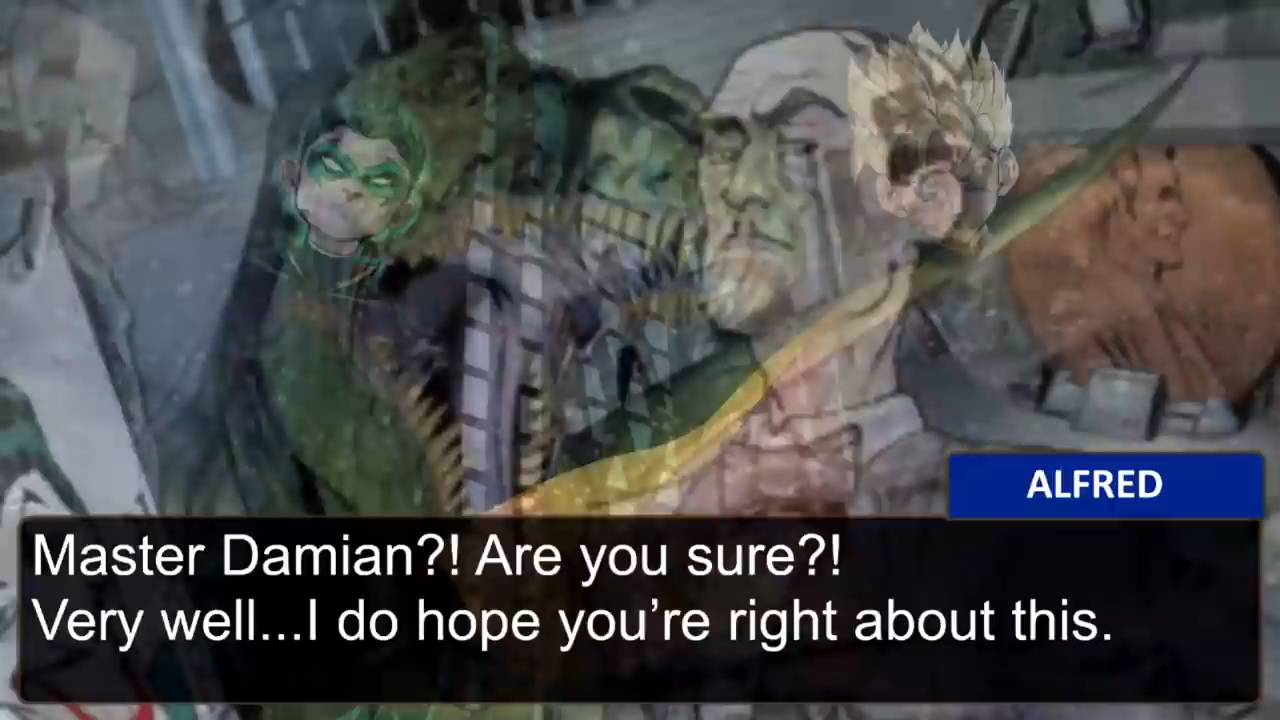 ALFRED
Master Damian?! Are you sure?!
Very well...I do hope you’re right about this.